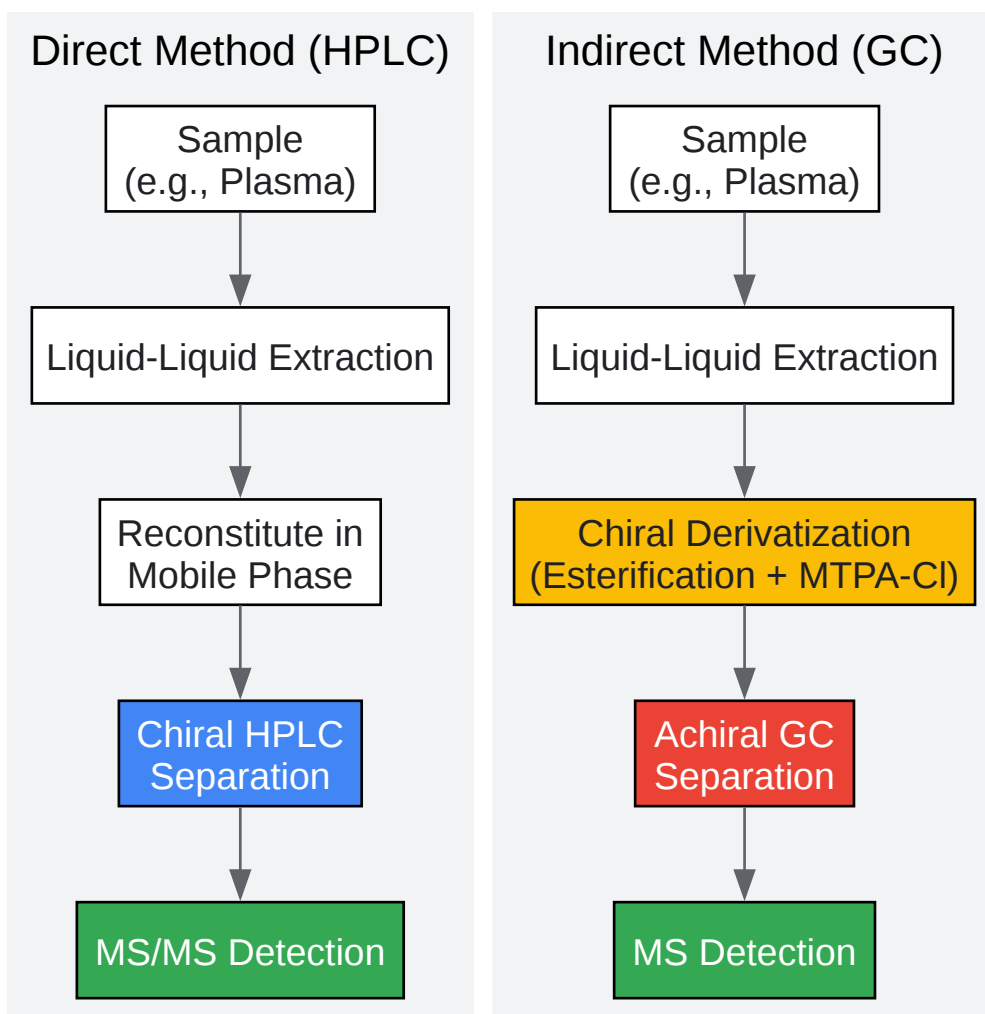 Direct Method (HPLC)
Sample
(e.g., Plasma)
Liquid-Liquid Extraction
Reconstitute in
Mobile Phase
Chiral HPLC
Separation
MS/MS Detection
Indirect Method (GC)
Sample
(e.g., Plasma)
Liquid-Liquid Extraction
Chiral Derivatization
(Esterification + MTPA-Cl)
Achiral GC
Separation
MS Detection